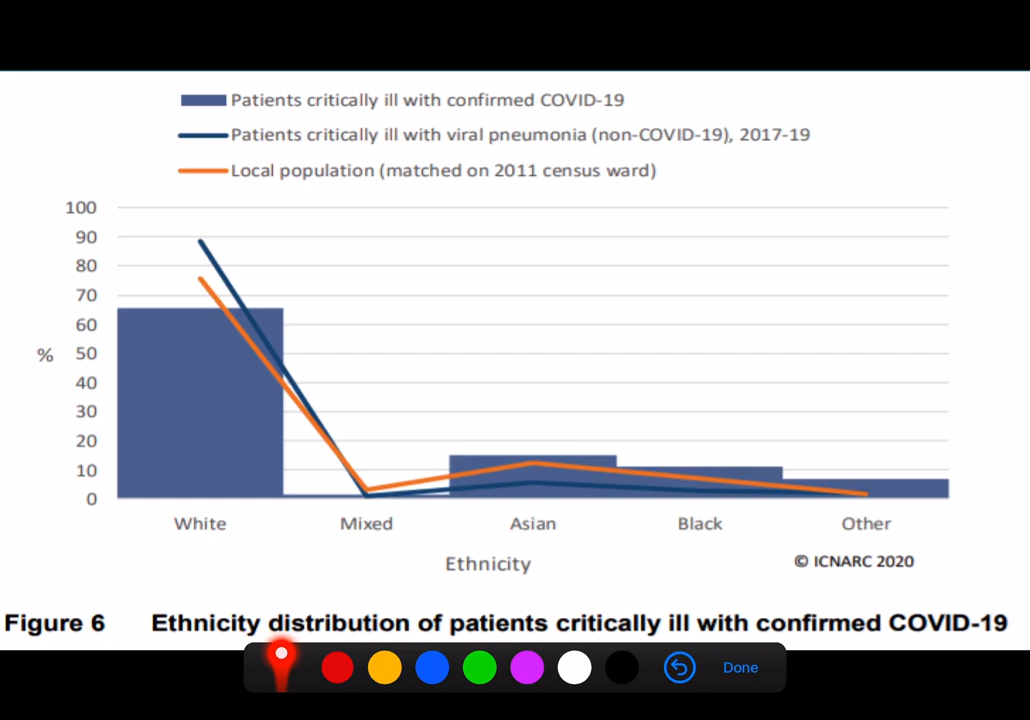 Patients critically ill with confirmed COVID-19
Patients critically ill with viral pneumonia (non-COVID-19), 2017-19
Local population (matched on 2011 census ward)
100
90
80
70
60
% 50
40
30
20
10
0
White Mixed Asian Black Other
Ethnicity
© ICNARC 2020
Figure 6 Ethnicity distribution of patients critically ill with confirmed COVID-19
Done